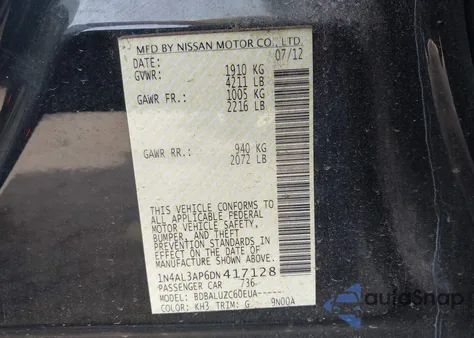 MFD BY NISSAN MOTOR CO., LTD.
DATE: 07/12
GVWR: 1910 KG
4211 LB
GAWR FR.: 1005 KG
2216 LB
GAWR RR.: 940 KG
2072 LB
THIS VEHICLE CONFORMS TO
ALL APPLICABLE FEDERAL
MOTOR VEHICLE SAFETY,
BUMPER, AND THEFT
PREVENTION STANDARDS IN
EFFECT ON THE DATE OF
MANUFACTURE SHOWN ABOVE.
1N4AL3AP6DN417128
PASSENGER CAR 736
MODEL: BDBALUZC60EUA-----
COLOR: KH3 TRIM: G 9N00A
autoSnap